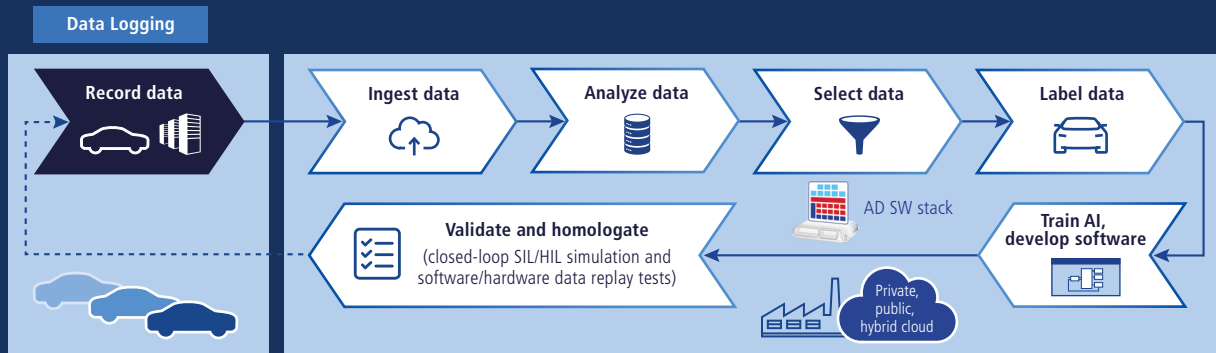 Data Logging
Record data
Ingest data
Analyze data
Select data
Label data
AD SW stack
Train AI,
develop software
Validate and homologate
(closed-loop SIL/HIL simulation and
software/hardware data replay tests)
Private,
public,
hybrid cloud